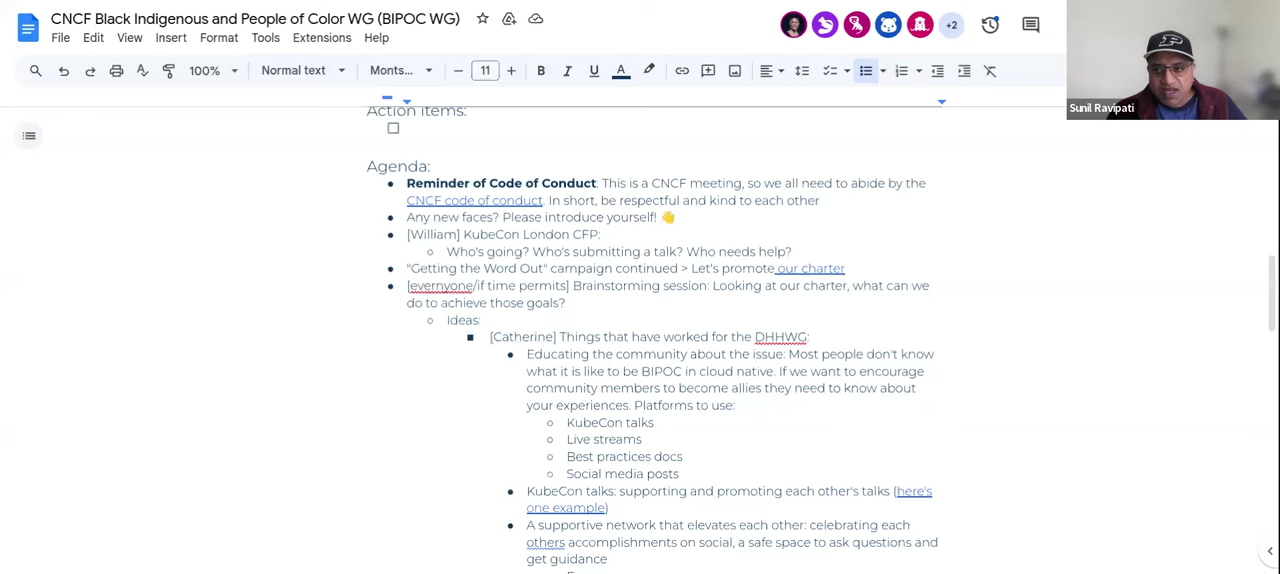 CNCF Black Indigenous and People of Color WG (BIPOC WG)
File Edit View Insert Format Tools Extensions Help
+2
100% Normal text Monts... 11 B I U A
Sunil Ravipati
Action items:
Agenda:
Reminder of Code of Conduct: This is a CNCF meeting, so we all need to abide by the
CNCF code of conduct. In short, be respectful and kind to each other
Any new faces? Please introduce yourself! 👋
[William] KubeCon London CFP:
Who's going? Who's submitting a talk? Who needs help?
"Getting the Word Out" campaign continued > Let's promote our charter
[evernyone/if time permits] Brainstorming session: Looking at our charter, what can we
do to achieve those goals?
Ideas:
[Catherine] Things that have worked for the DHHWG:
Educating the community about the issue: Most people don't know
what it is like to be BIPOC in cloud native. If we want to encourage
community members to become allies they need to know about
your experiences. Platforms to use:
KubeCon talks
Live streams
Best practices docs
Social media posts
KubeCon talks: supporting and promoting each other's talks (here's
one example)
A supportive network that elevates each other: celebrating each
others accomplishments on social, a safe space to ask questions and
get guidance